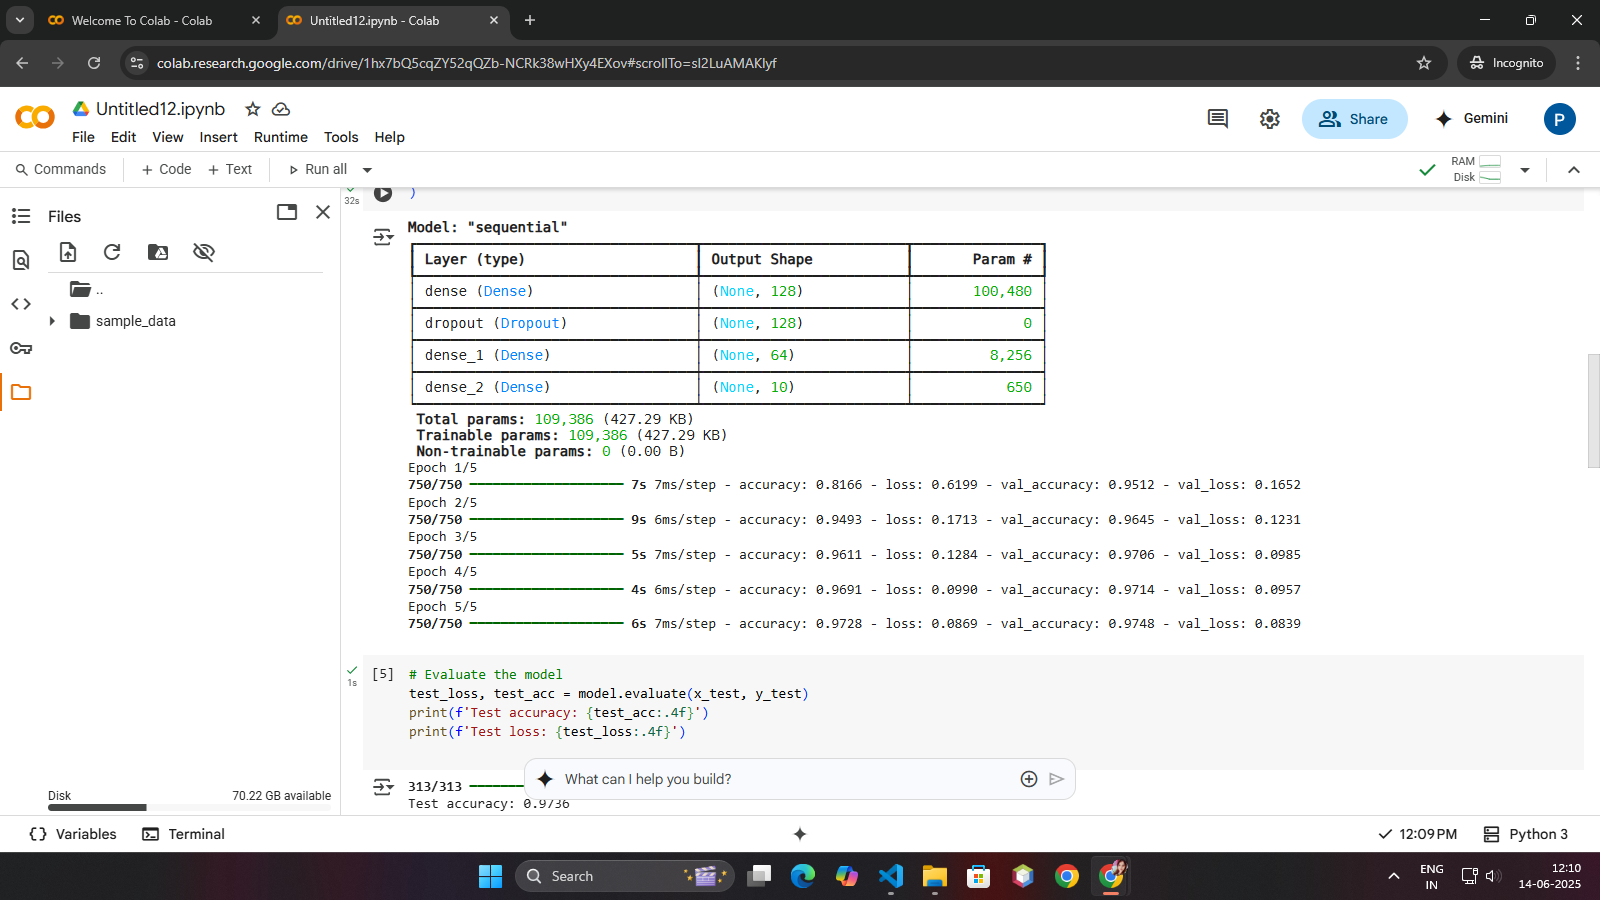 Welcome To Colab - Colab
Untitled12.ipynb - Colab
colab.research.google.com/drive/1hx7bQ5cqZY52qQZb-NCRk38wHXy4EXov#scrollTo=sI2LuAMAKlyf
Incognito
Untitled12.ipynb
File Edit View Insert Runtime Tools Help
Share
Gemini
P
Commands + Code + Text Run all
RAM
Disk
Files
..
sample_data
32s
)
Model: "sequential"
Layer (type) Output Shape Param #
dense (Dense) (None, 128) 100,480
dropout (Dropout) (None, 128) 0
dense_1 (Dense) (None, 64) 8,256
dense_2 (Dense) (None, 10) 650
Total params: 109,386 (427.29 KB)
Trainable params: 109,386 (427.29 KB)
Non-trainable params: 0 (0.00 B)
Epoch 1/5
750/750 7s 7ms/step - accuracy: 0.8166 - loss: 0.6199 - val_accuracy: 0.9512 - val_loss: 0.1652
Epoch 2/5
750/750 9s 6ms/step - accuracy: 0.9493 - loss: 0.1713 - val_accuracy: 0.9645 - val_loss: 0.1231
Epoch 3/5
750/750 5s 7ms/step - accuracy: 0.9611 - loss: 0.1284 - val_accuracy: 0.9706 - val_loss: 0.0985
Epoch 4/5
750/750 4s 6ms/step - accuracy: 0.9691 - loss: 0.0990 - val_accuracy: 0.9714 - val_loss: 0.0957
Epoch 5/5
750/750 6s 7ms/step - accuracy: 0.9728 - loss: 0.0869 - val_accuracy: 0.9748 - val_loss: 0.0839
1s
[5] # Evaluate the model
test_loss, test_acc = model.evaluate(x_test, y_test)
print(f'Test accuracy: {test_acc:.4f}')
print(f'Test loss: {test_loss:.4f}')
What can I help you build?
313/313
Test accuracy: 0.9736
Disk 70.22 GB available
Variables Terminal
12:09 PM Python 3
Search
ENG
IN
12:10
14-06-2025